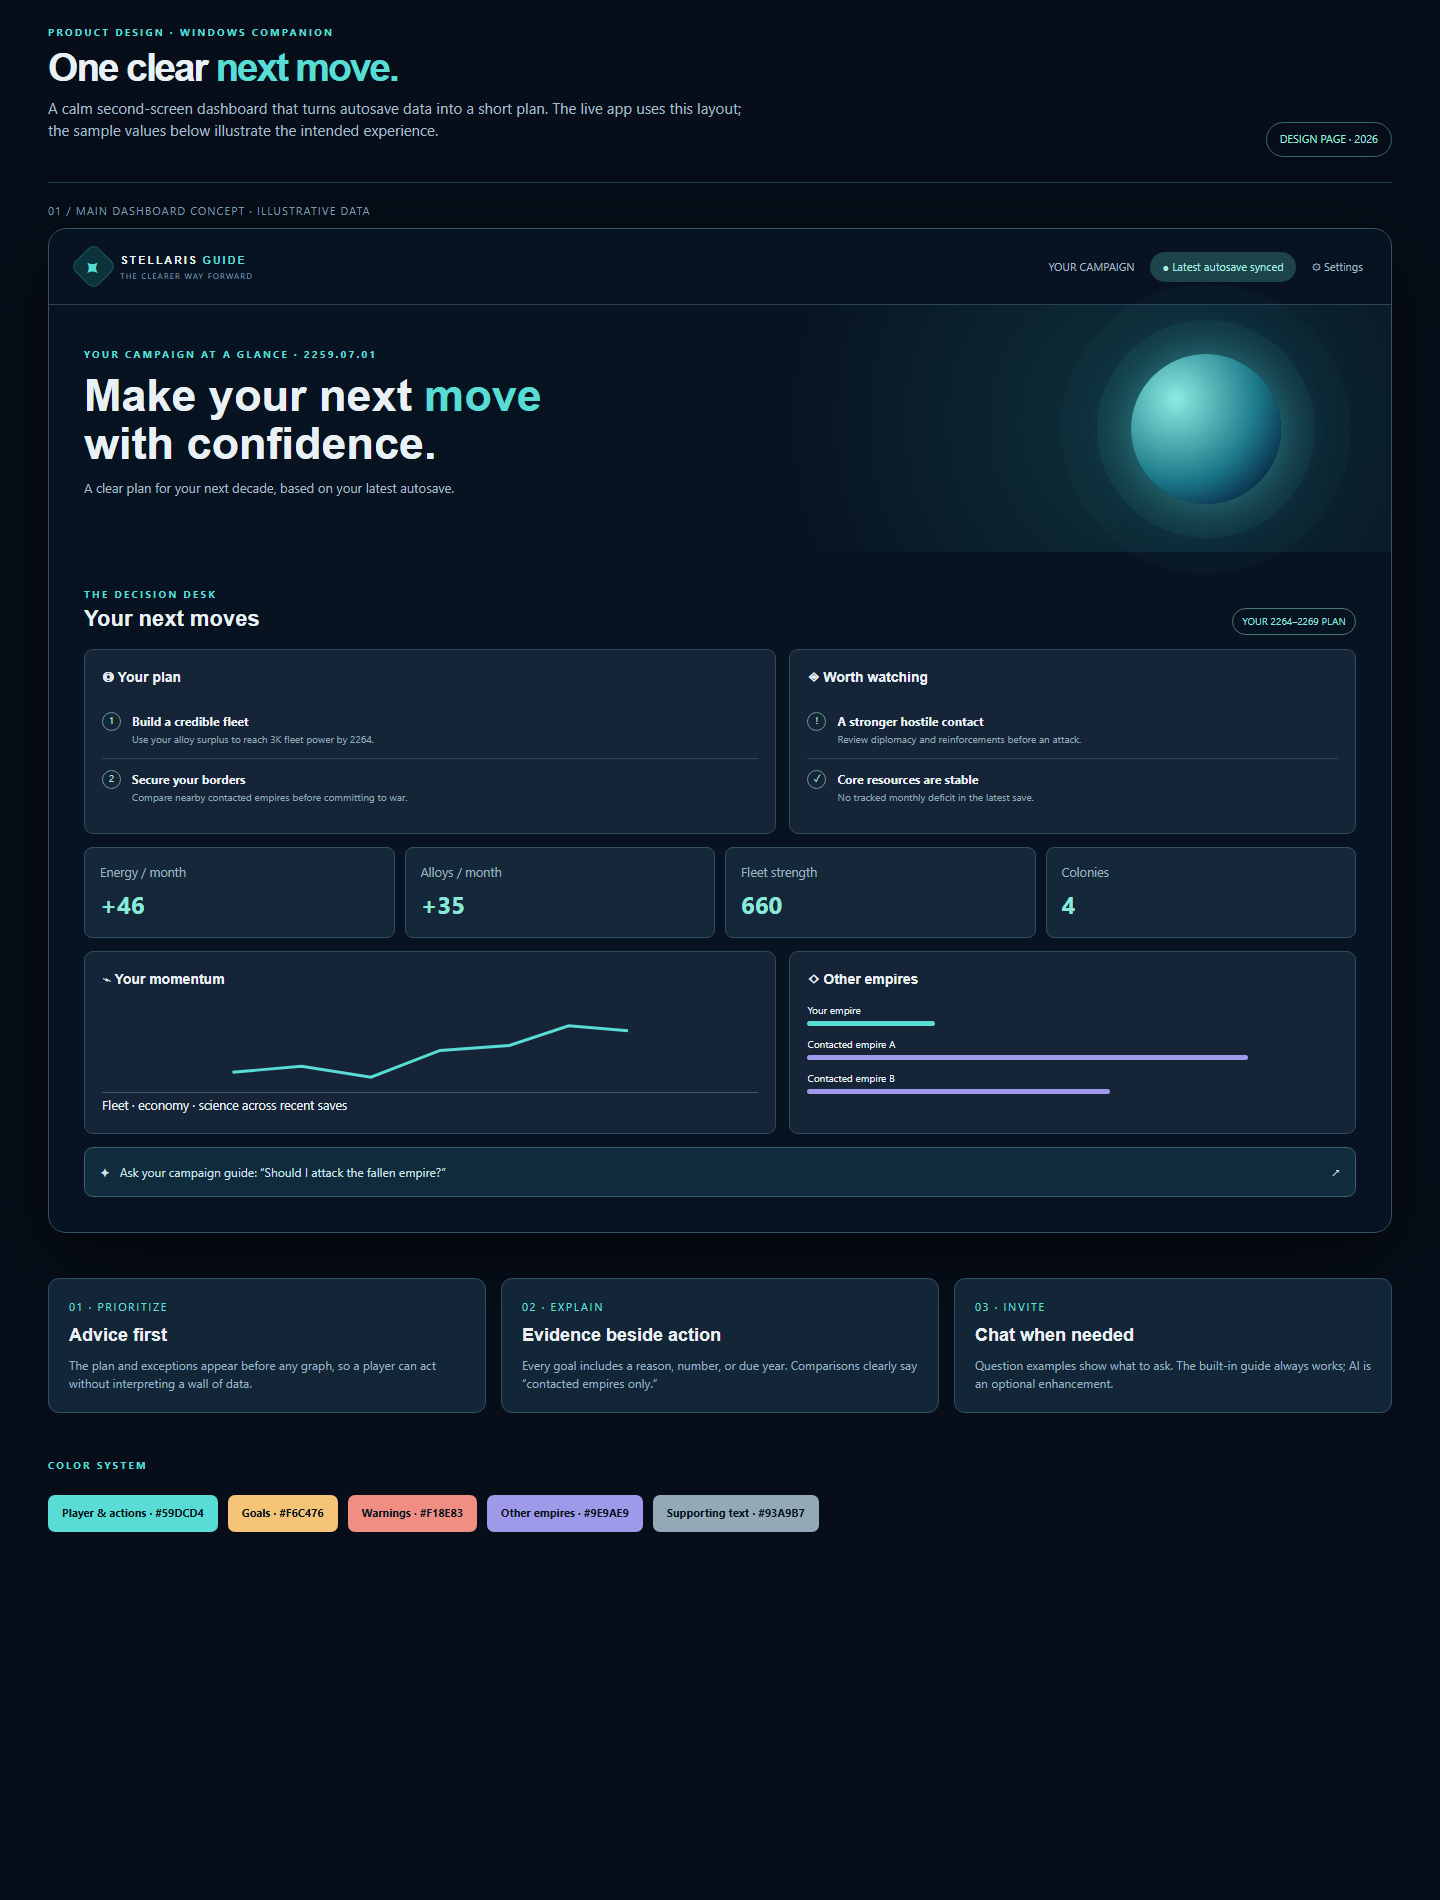 PRODUCT DESIGN · WINDOWS COMPANION
One clear next move.
A calm second-screen dashboard that turns autosave data into a short plan. The live app uses this layout;
the sample values below illustrate the intended experience.
DESIGN PAGE · 2026
01 / MAIN DASHBOARD CONCEPT · ILLUSTRATIVE DATA
STELLARIS GUIDE
THE CLEARER WAY FORWARD
YOUR CAMPAIGN
● Latest autosave synced
⚙ Settings
YOUR CAMPAIGN AT A GLANCE · 2259.07.01
Make your next move
with confidence.
A clear plan for your next decade, based on your latest autosave.
THE DECISION DESK
Your next moves
YOUR 2264–2269 PLAN
Your plan
1 Build a credible fleet
Use your alloy surplus to reach 3K fleet power by 2264.
2 Secure your borders
Compare nearby contacted empires before committing to war.
Worth watching
! A stronger hostile contact
Review diplomacy and reinforcements before an attack.
✓ Core resources are stable
No tracked monthly deficit in the latest save.
Energy / month
+46
Alloys / month
+35
Fleet strength
660
Colonies
4
Your momentum
Fleet · economy · science across recent saves
Other empires
Your empire
Contacted empire A
Contacted empire B
✦ Ask your campaign guide: “Should I attack the fallen empire?” ↗
01 · PRIORITIZE
Advice first
The plan and exceptions appear before any graph, so a player can act
without interpreting a wall of data.
02 · EXPLAIN
Evidence beside action
Every goal includes a reason, number, or due year. Comparisons clearly say
“contacted empires only.”
03 · INVITE
Chat when needed
Question examples show what to ask. The built-in guide always works; AI is
an optional enhancement.
COLOR SYSTEM
Player & actions · #59DCD4
Goals · #F6C476
Warnings · #F18E83
Other empires · #9E9AE9
Supporting text · #93A9B7